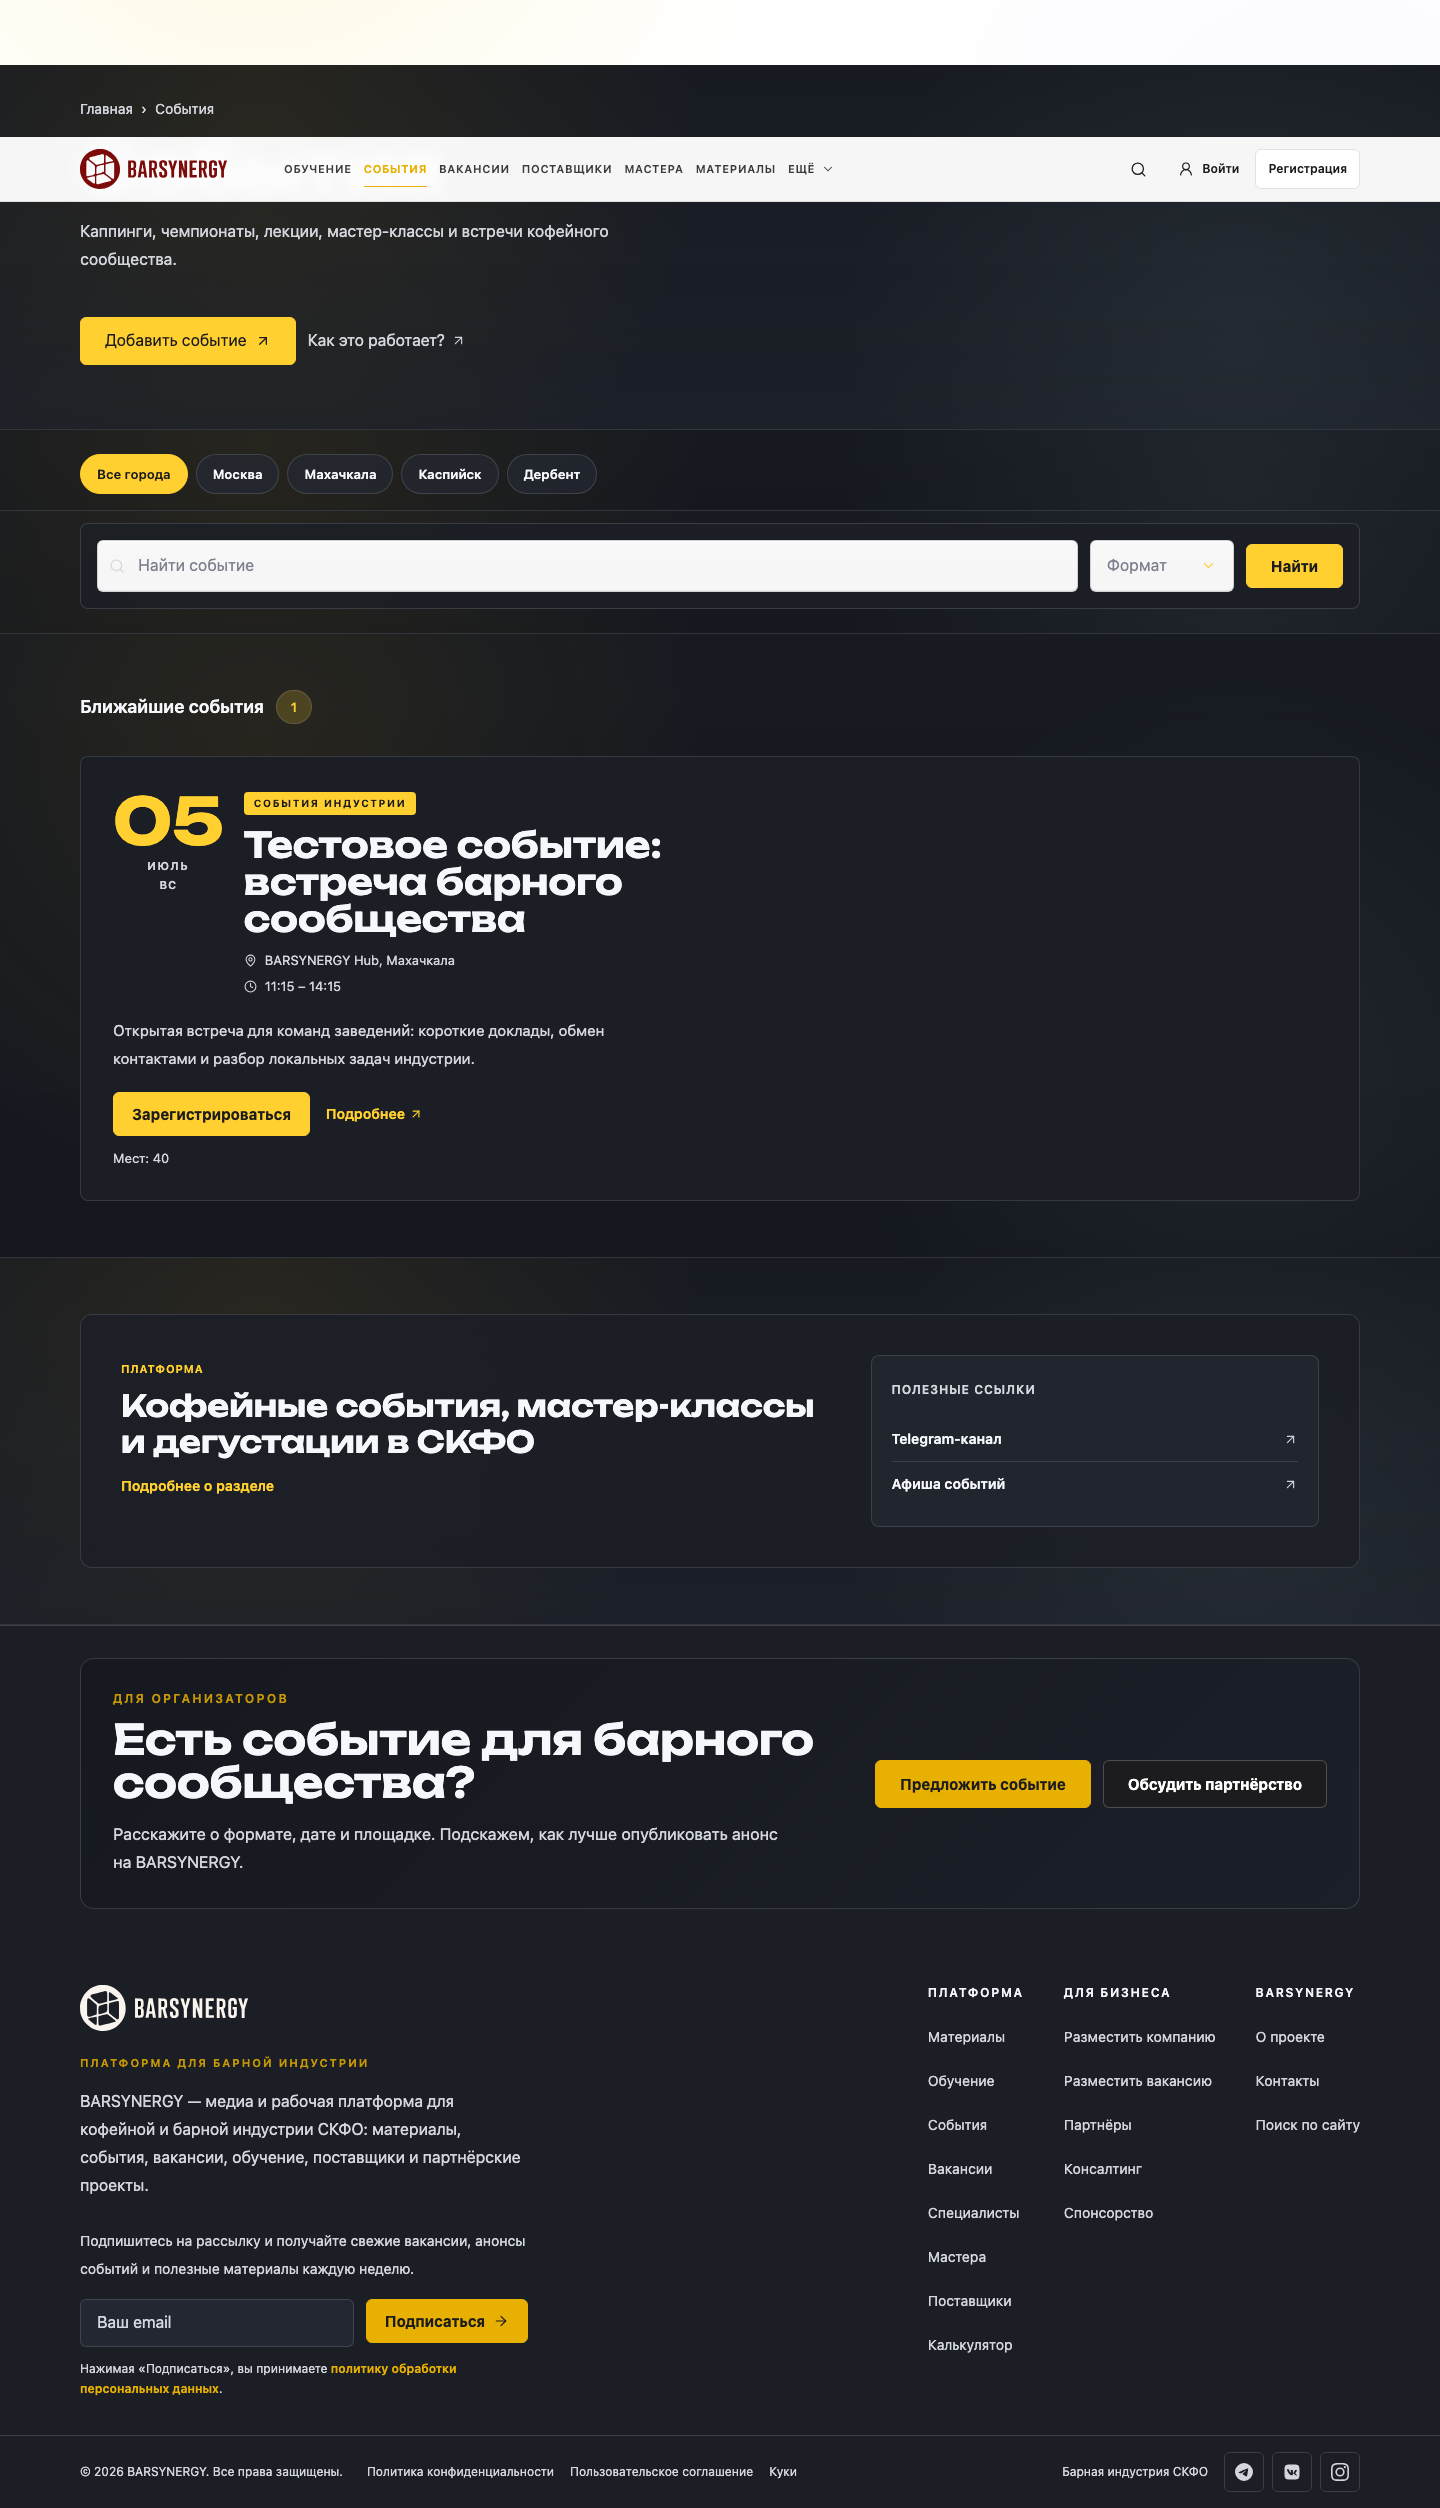 Главная › События
BARSYNERGY
ОБУЧЕНИЕ СОБЫТИЯ ВАКАНСИИ ПОСТАВЩИКИ МАСТЕРА МАТЕРИАЛЫ ЕЩЁ
Войти Регистрация
Каппинги, чемпионаты, лекции, мастер-классы и встречи кофейного
сообщества.
Добавить событие
Как это работает?
Все города Москва Махачкала Каспийск Дербент
Найти событие
Формат
Найти
Ближайшие события 1
05
ИЮЛЬ
ВС
СОБЫТИЯ ИНДУСТРИИ
Тестовое событие:
встреча барного
сообщества
BARSYNERGY Hub, Махачкала
11:15 – 14:15
Открытая встреча для команд заведений: короткие доклады, обмен
контактами и разбор локальных задач индустрии.
Зарегистрироваться Подробнее
Мест: 40
ПЛАТФОРМА
Кофейные события, мастер-классы
и дегустации в СКФО
Подробнее о разделе
ПОЛЕЗНЫЕ ССЫЛКИ
Telegram-канал
Афиша событий
ДЛЯ ОРГАНИЗАТОРОВ
Есть событие для барного
сообщества?
Расскажите о формате, дате и площадке. Подскажем, как лучше опубликовать анонс
на BARSYNERGY.
Предложить событие
Обсудить партнёрство
BARSYNERGY
ПЛАТФОРМА ДЛЯ БАРНОЙ ИНДУСТРИИ
BARSYNERGY — медиа и рабочая платформа для
кофейной и барной индустрии СКФО: материалы,
события, вакансии, обучение, поставщики и партнёрские
проекты.
Подпишитесь на рассылку и получайте свежие вакансии, анонсы
событий и полезные материалы каждую неделю.
Ваш email
Подписаться
Нажимая «Подписаться», вы принимаете политику обработки
персональных данных.
ПЛАТФОРМА
Материалы
Обучение
События
Вакансии
Специалисты
Мастера
Поставщики
Калькулятор
ДЛЯ БИЗНЕСА
Разместить компанию
Разместить вакансию
Партнёры
Консалтинг
Спонсорство
BARSYNERGY
О проекте
Контакты
Поиск по сайту
© 2026 BARSYNERGY. Все права защищены. Политика конфиденциальности Пользовательское соглашение Куки
Барная индустрия СКФО